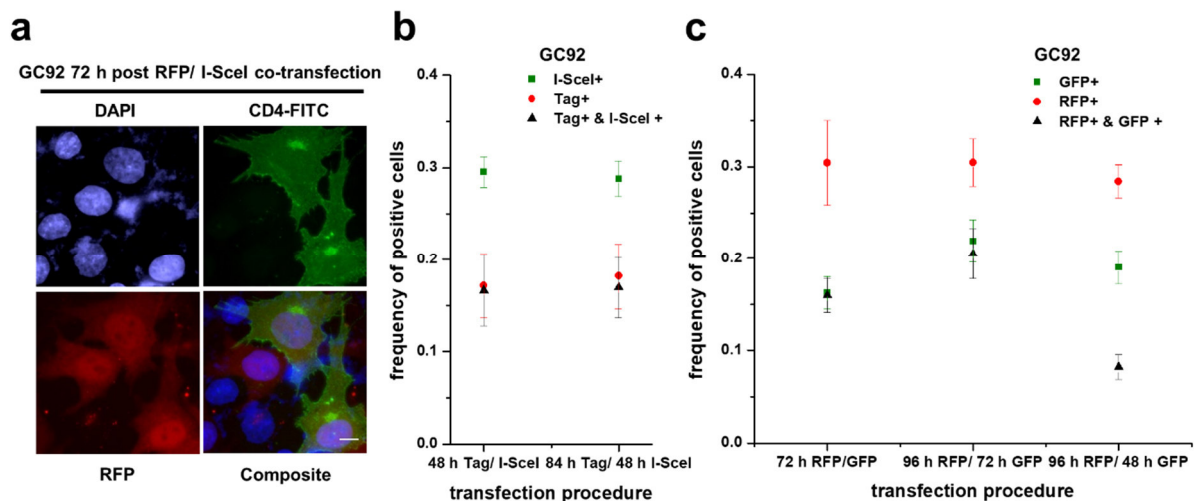 a
GC92 72 h post RFP/ I-SceI co-transfection
DAPI
CD4-FITC
RFP
Composite
b
GC92
I-SceI+
Tag+
Tag+ & I-SceI +
frequency of positive cells
0.4
0.3
0.2
0.1
0.0
48 h Tag/ I-SceI
84 h Tag/ 48 h I-SceI
transfection procedure
c
GC92
GFP+
RFP+
RFP+ & GFP +
frequency of positive cells
0.4
0.3
0.2
0.1
0.0
72 h RFP/GFP
96 h RFP/ 72 h GFP
96 h RFP/ 48 h GFP
transfection procedure